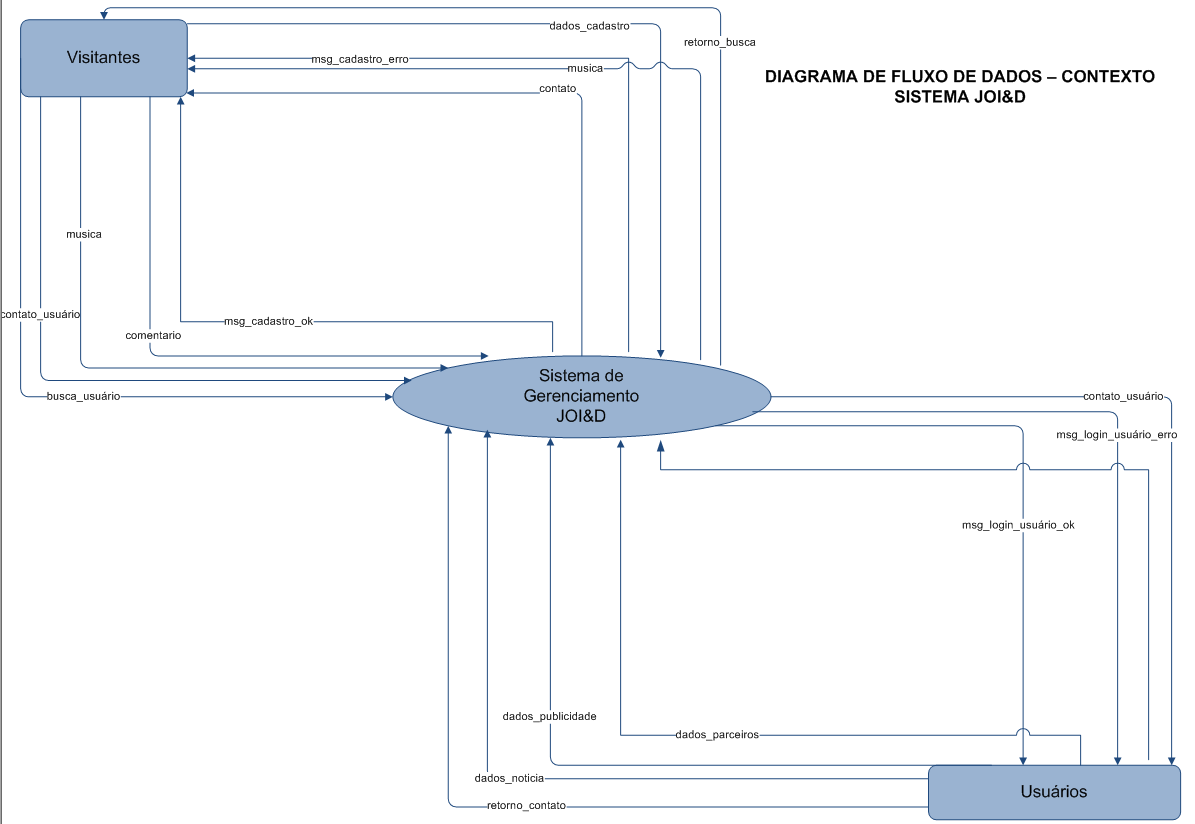 dados_cadastro
retorno_busca
Visitantes
msg_cadastro_erro
musica
DIAGRAMA DE FLUXO DE DADOS – CONTEXTO
SISTEMA JOI&D
contato
musica
contato_usuário
msg_cadastro_ok
comentario
Sistema de
Gerenciamento
JOI&D
busca_usuário
contato_usuário
msg_login_usuário_erro
msg_login_usuário_ok
dados_publicidade
dados_parceiros
dados_noticia
Usuários
retorno_contato